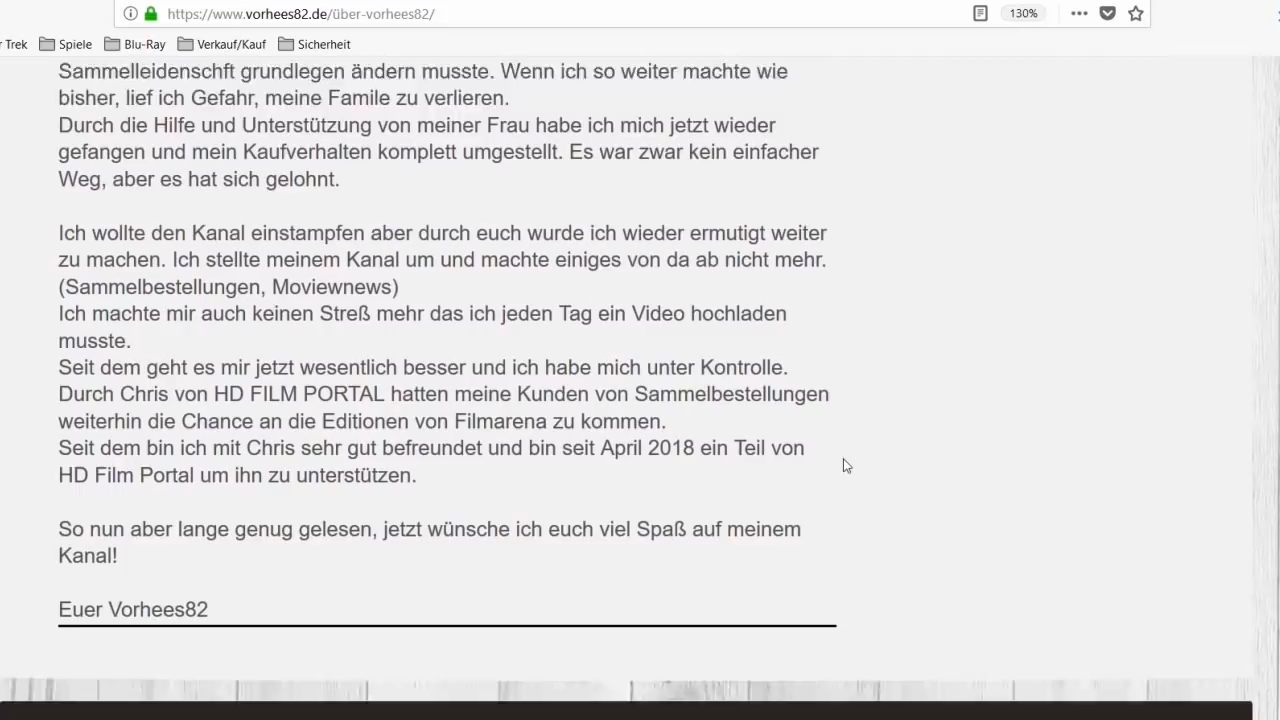 https://www.vorhees82.de/über-vorhees82/
130%
Trek Spiele Blu-Ray Verkauf/Kauf Sicherheit
Sammelleidenschft grundlegen ändern musste. Wenn ich so weiter machte wie
bisher, lief ich Gefahr, meine Famile zu verlieren.
Durch die Hilfe und Unterstützung von meiner Frau habe ich mich jetzt wieder
gefangen und mein Kaufverhalten komplett umgestellt. Es war zwar kein einfacher
Weg, aber es hat sich gelohnt.
Ich wollte den Kanal einstampfen aber durch euch wurde ich wieder ermutigt weiter
zu machen. Ich stellte meinem Kanal um und machte einiges von da ab nicht mehr.
(Sammelbestellungen, Moviewnews)
Ich machte mir auch keinen Streß mehr das ich jeden Tag ein Video hochladen
musste.
Seit dem geht es mir jetzt wesentlich besser und ich habe mich unter Kontrolle.
Durch Chris von HD FILM PORTAL hatten meine Kunden von Sammelbestellungen
weiterhin die Chance an die Editionen von Filmarena zu kommen.
Seit dem bin ich mit Chris sehr gut befreundet und bin seit April 2018 ein Teil von
HD Film Portal um ihn zu unterstützen.
So nun aber lange genug gelesen, jetzt wünsche ich euch viel Spaß auf meinem
Kanal!
Euer Vorhees82